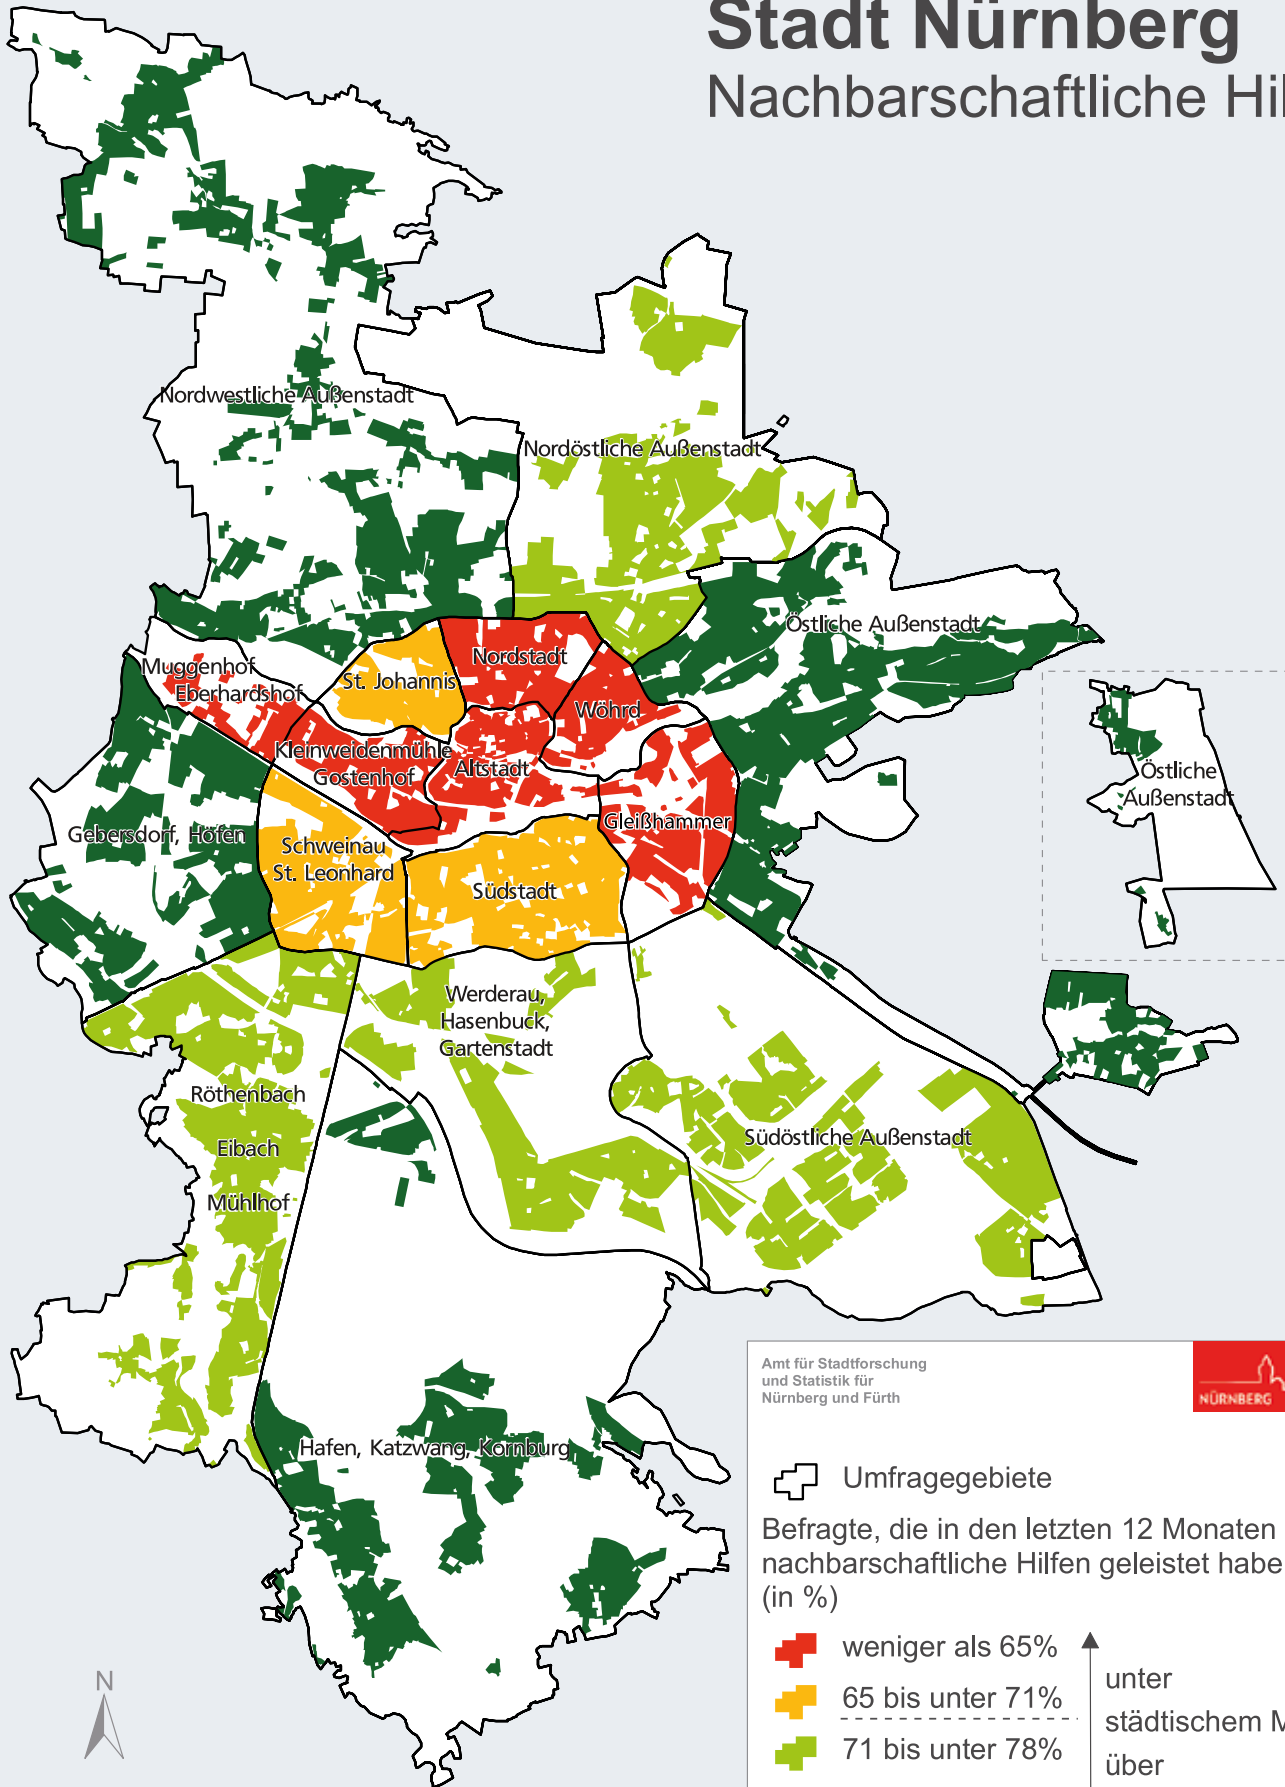 Stadt Nürnberg
Nachbarschaftliche
Nordwestliche Außenstadt
Nordöstliche Außenstadt
Östliche Außenstadt
Muggenhof
Eberhardshof
St. Johannis
Nordstadt
Wöhrd
Kleinweidenmühle
Gostenhof
Altstadt
Östliche
Außenstadt
Gebersdorf, Höfen
Schweinau
St. Leonhard
Gleißhammer
Südstadt
Werderau,
Hasenbuck,
Gartenstadt
Röthenbach
Eibach
Mühlhof
Südöstliche Außenstadt
Hafen, Katzwang, Kornburg
N
Amt für Stadtforschung
und Statistik für
Nürnberg und Fürth
NÜRNBERG
Umfragegebiete
Befragte, die in den letzten 12 Monaten
nachbarschaftliche Hilfen geleistet habe
(in %)
weniger als 65%
65 bis unter 71%
71 bis unter 78%
unter
städtischem
über